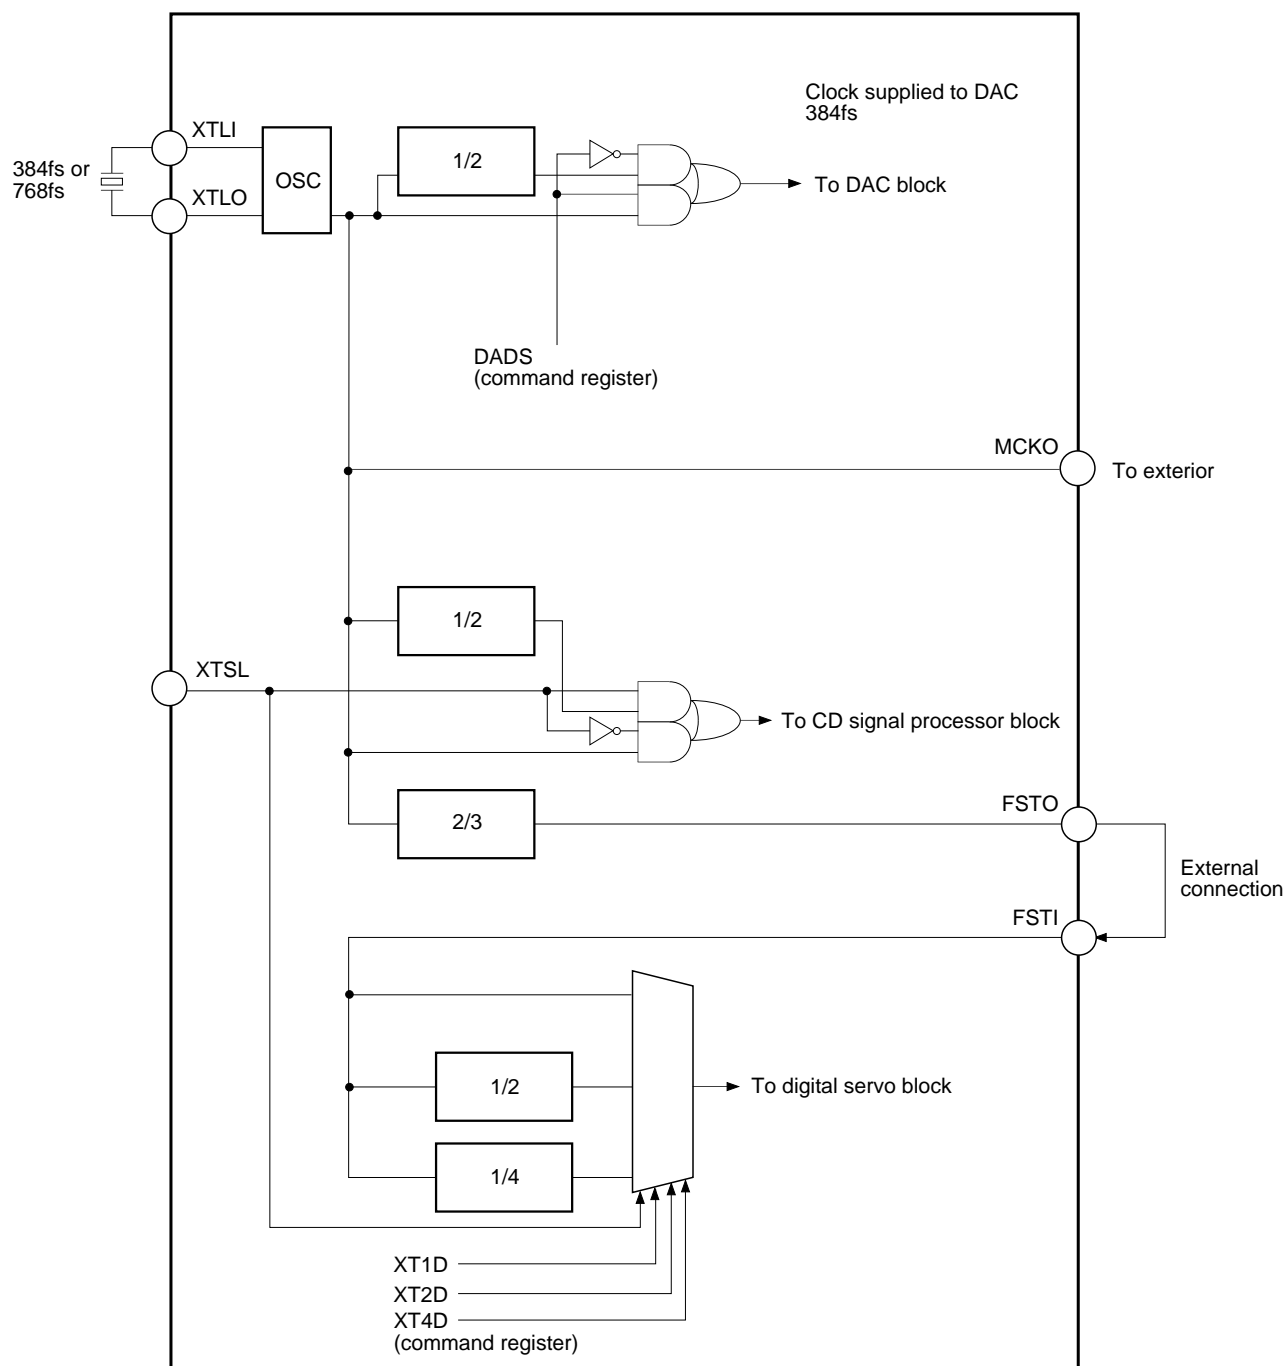 Clock supplied to DAC
384fs
XTLI
384fs or
768fs
OSC
1/2
To DAC block
XTLO
DADS
(command register)
MCKO
To exterior
1/2
XTSL
To CD signal processor block
2/3
FSTO
External
connection
FSTI
1/2
To digital servo block
1/4
XT1D
XT2D
XT4D
(command register)